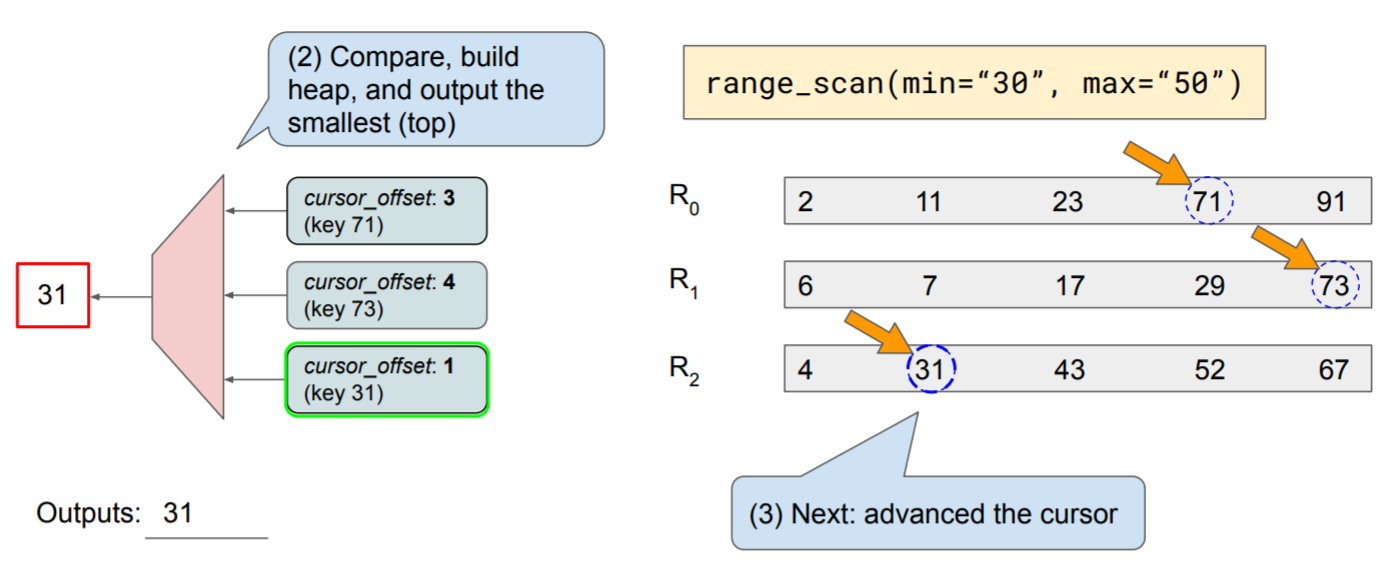 (2) Compare, build
heap, and output the
smallest (top)
range_scan(min=“30”, max=“50”)
cursor_offset: 3
(key 71)
cursor_offset: 4
(key 73)
cursor_offset: 1
(key 31)
31
R0 2 11 23 71 91
R1 6 7 17 29 73
R2 4 31 43 52 67
(3) Next: advanced the cursor
Outputs: 31